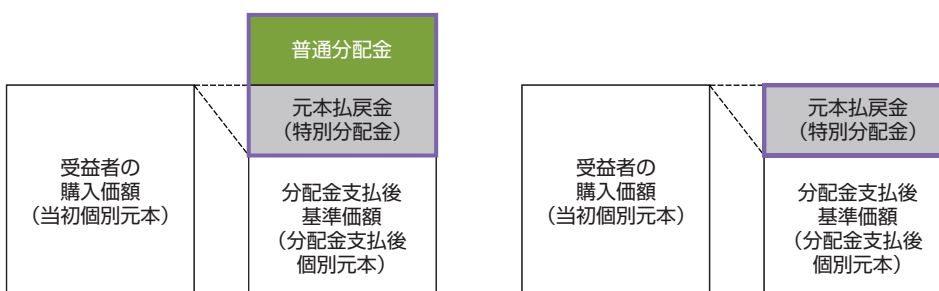 普通分配金
元本払戻金
（特別分配金）
受益者の
購入価額
（当初個別元本）
分配金支払後
基準価額
（分配金支払後
個別元本）
元本払戻金
（特別分配金）
受益者の
購入価額
（当初個別元本）
分配金支払後
基準価額
（分配金支払後
個別元本）